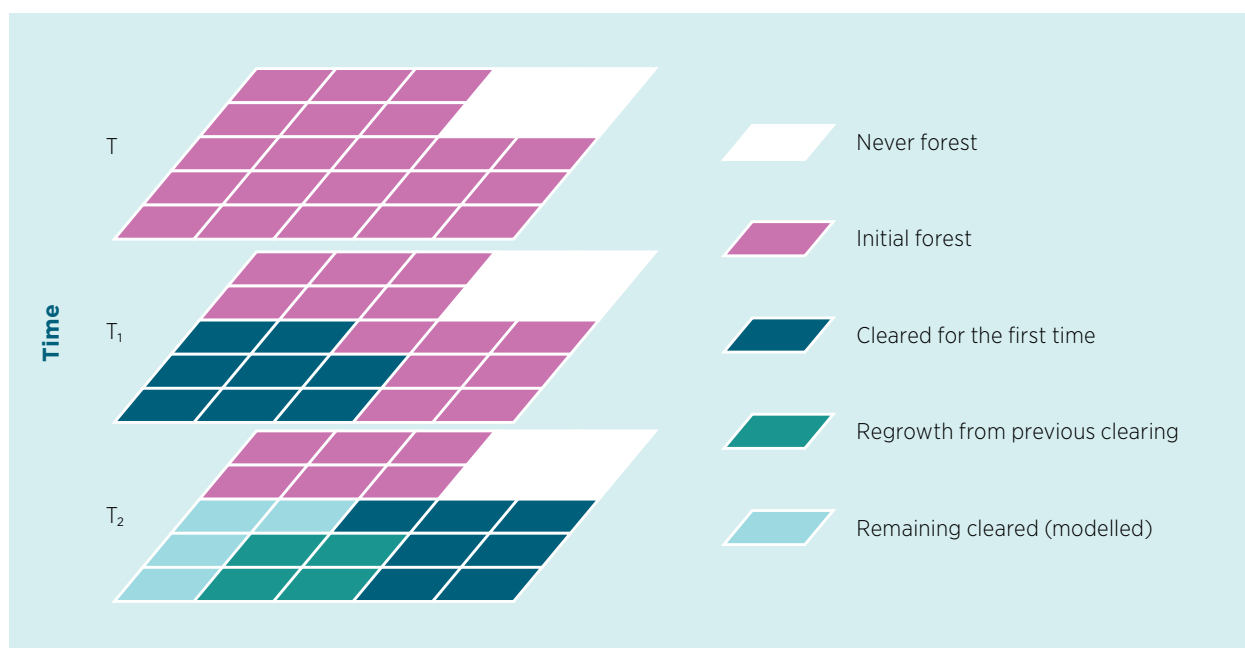 Time
T
T₁
T₂
Never forest
Initial forest
Cleared for the first time
Regrowth from previous clearing
Remaining cleared (modelled)